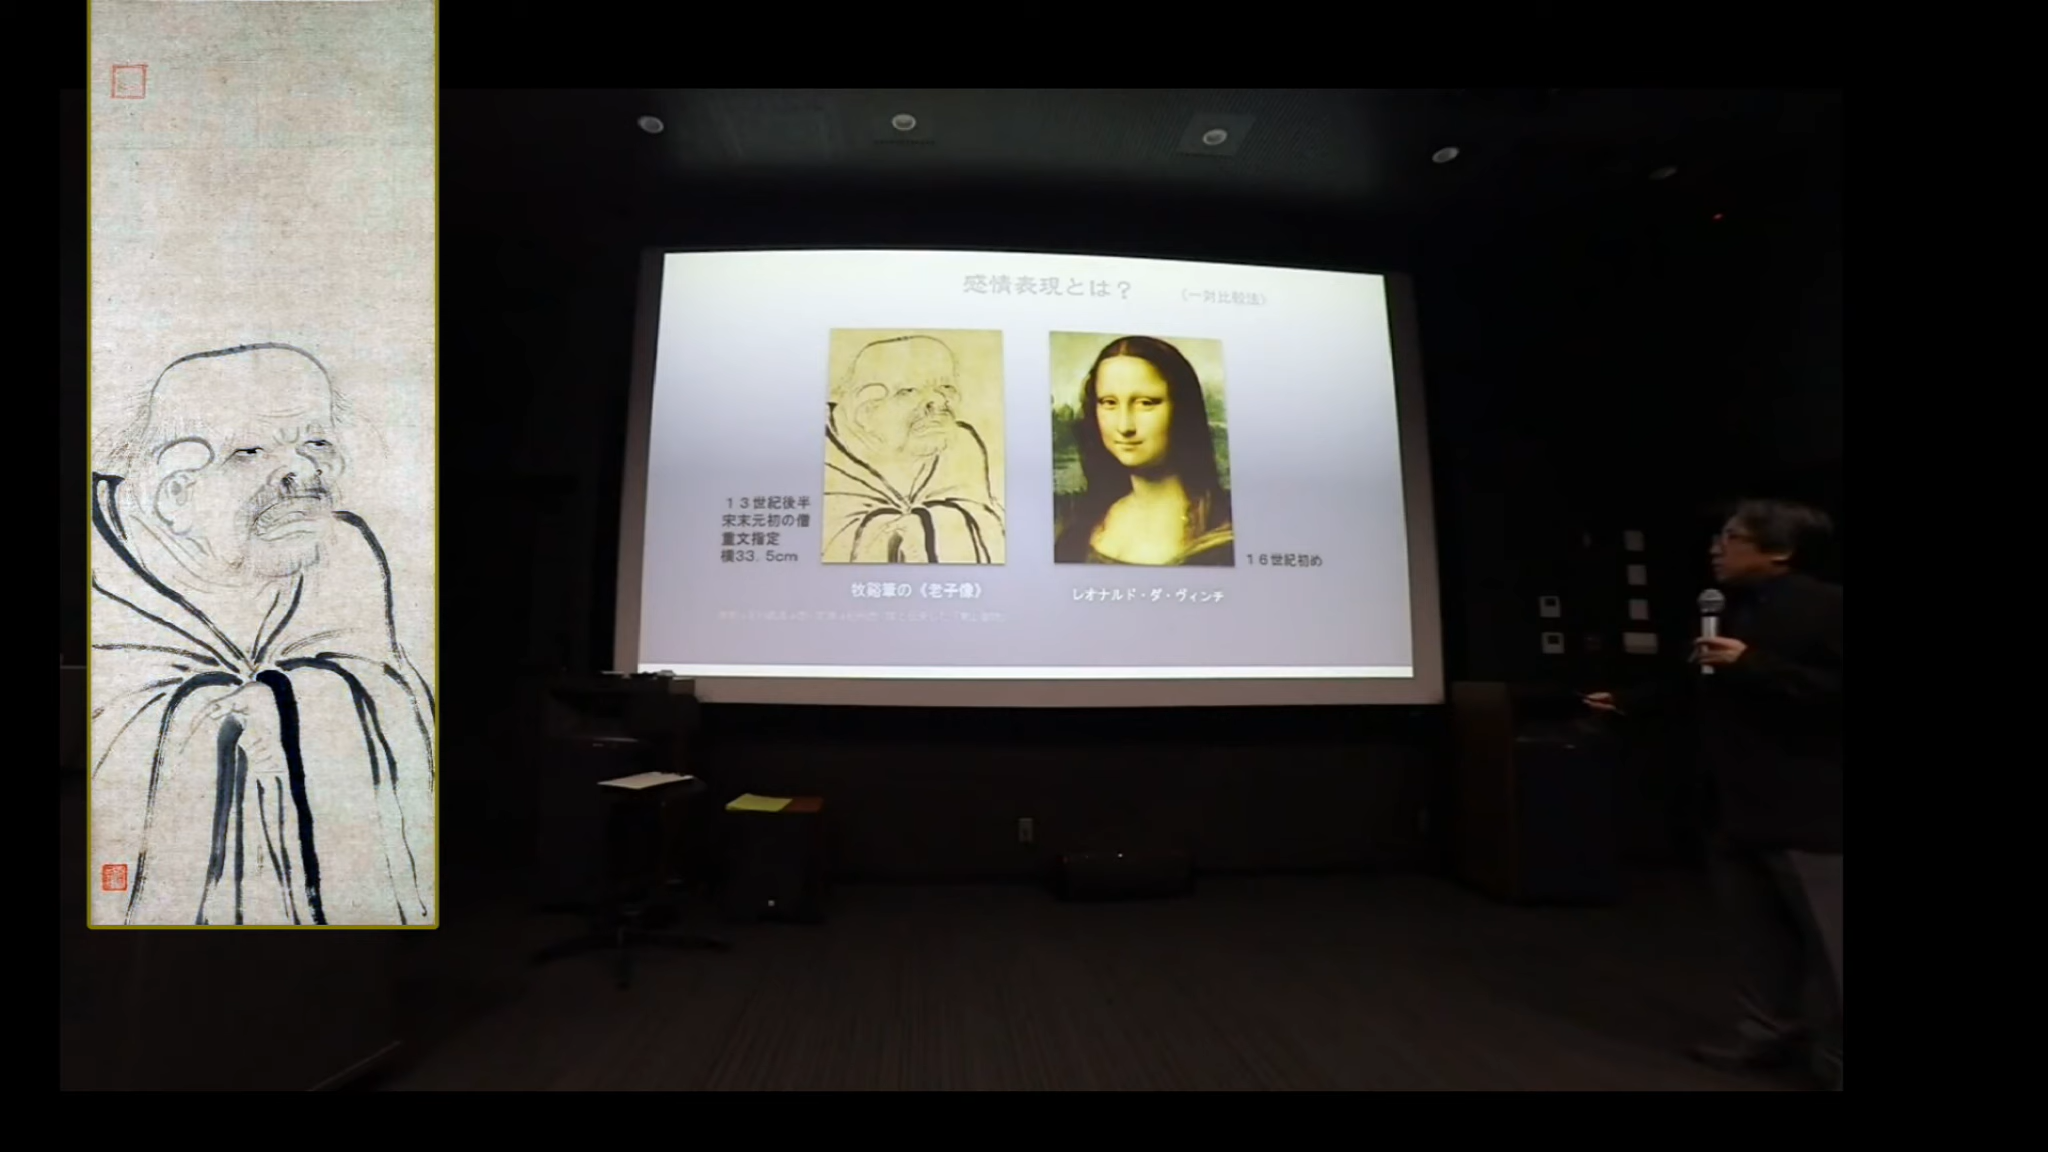 感情表現とは？
《一対比較法》
１３世紀後半
宋末元初の僧
重文指定
横33．5cm
１６世紀初め
牧谿筆の《老子像》
レオナルド・ダ・ヴィンチ